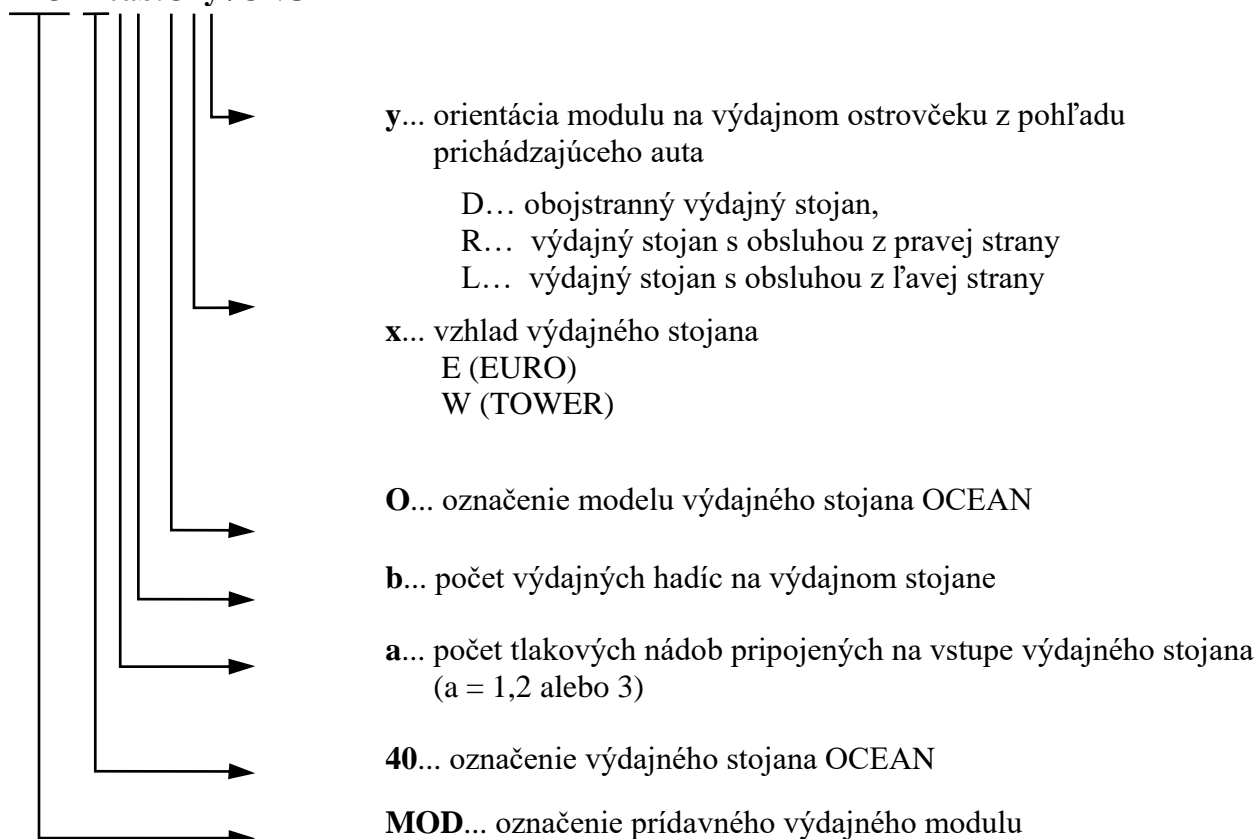 y... orientácia modulu na výdajnom ostrovčeku z pohľadu
prichádzajúceho auta
D… obojstranný výdajný stojan,
R… výdajný stojan s obsluhou z pravej strany
L… výdajný stojan s obsluhou z ľavej strany
x... vzhlad výdajného stojana
E (EURO)
W (TOWER)
O... označenie modelu výdajného stojana OCEAN
b... počet výdajných hadíc na výdajnom stojane
a... počet tlakových nádob pripojených na vstupe výdajného stojana
(a = 1,2 alebo 3)
40... označenie výdajného stojana OCEAN
MOD... označenie prídavného výdajného modulu